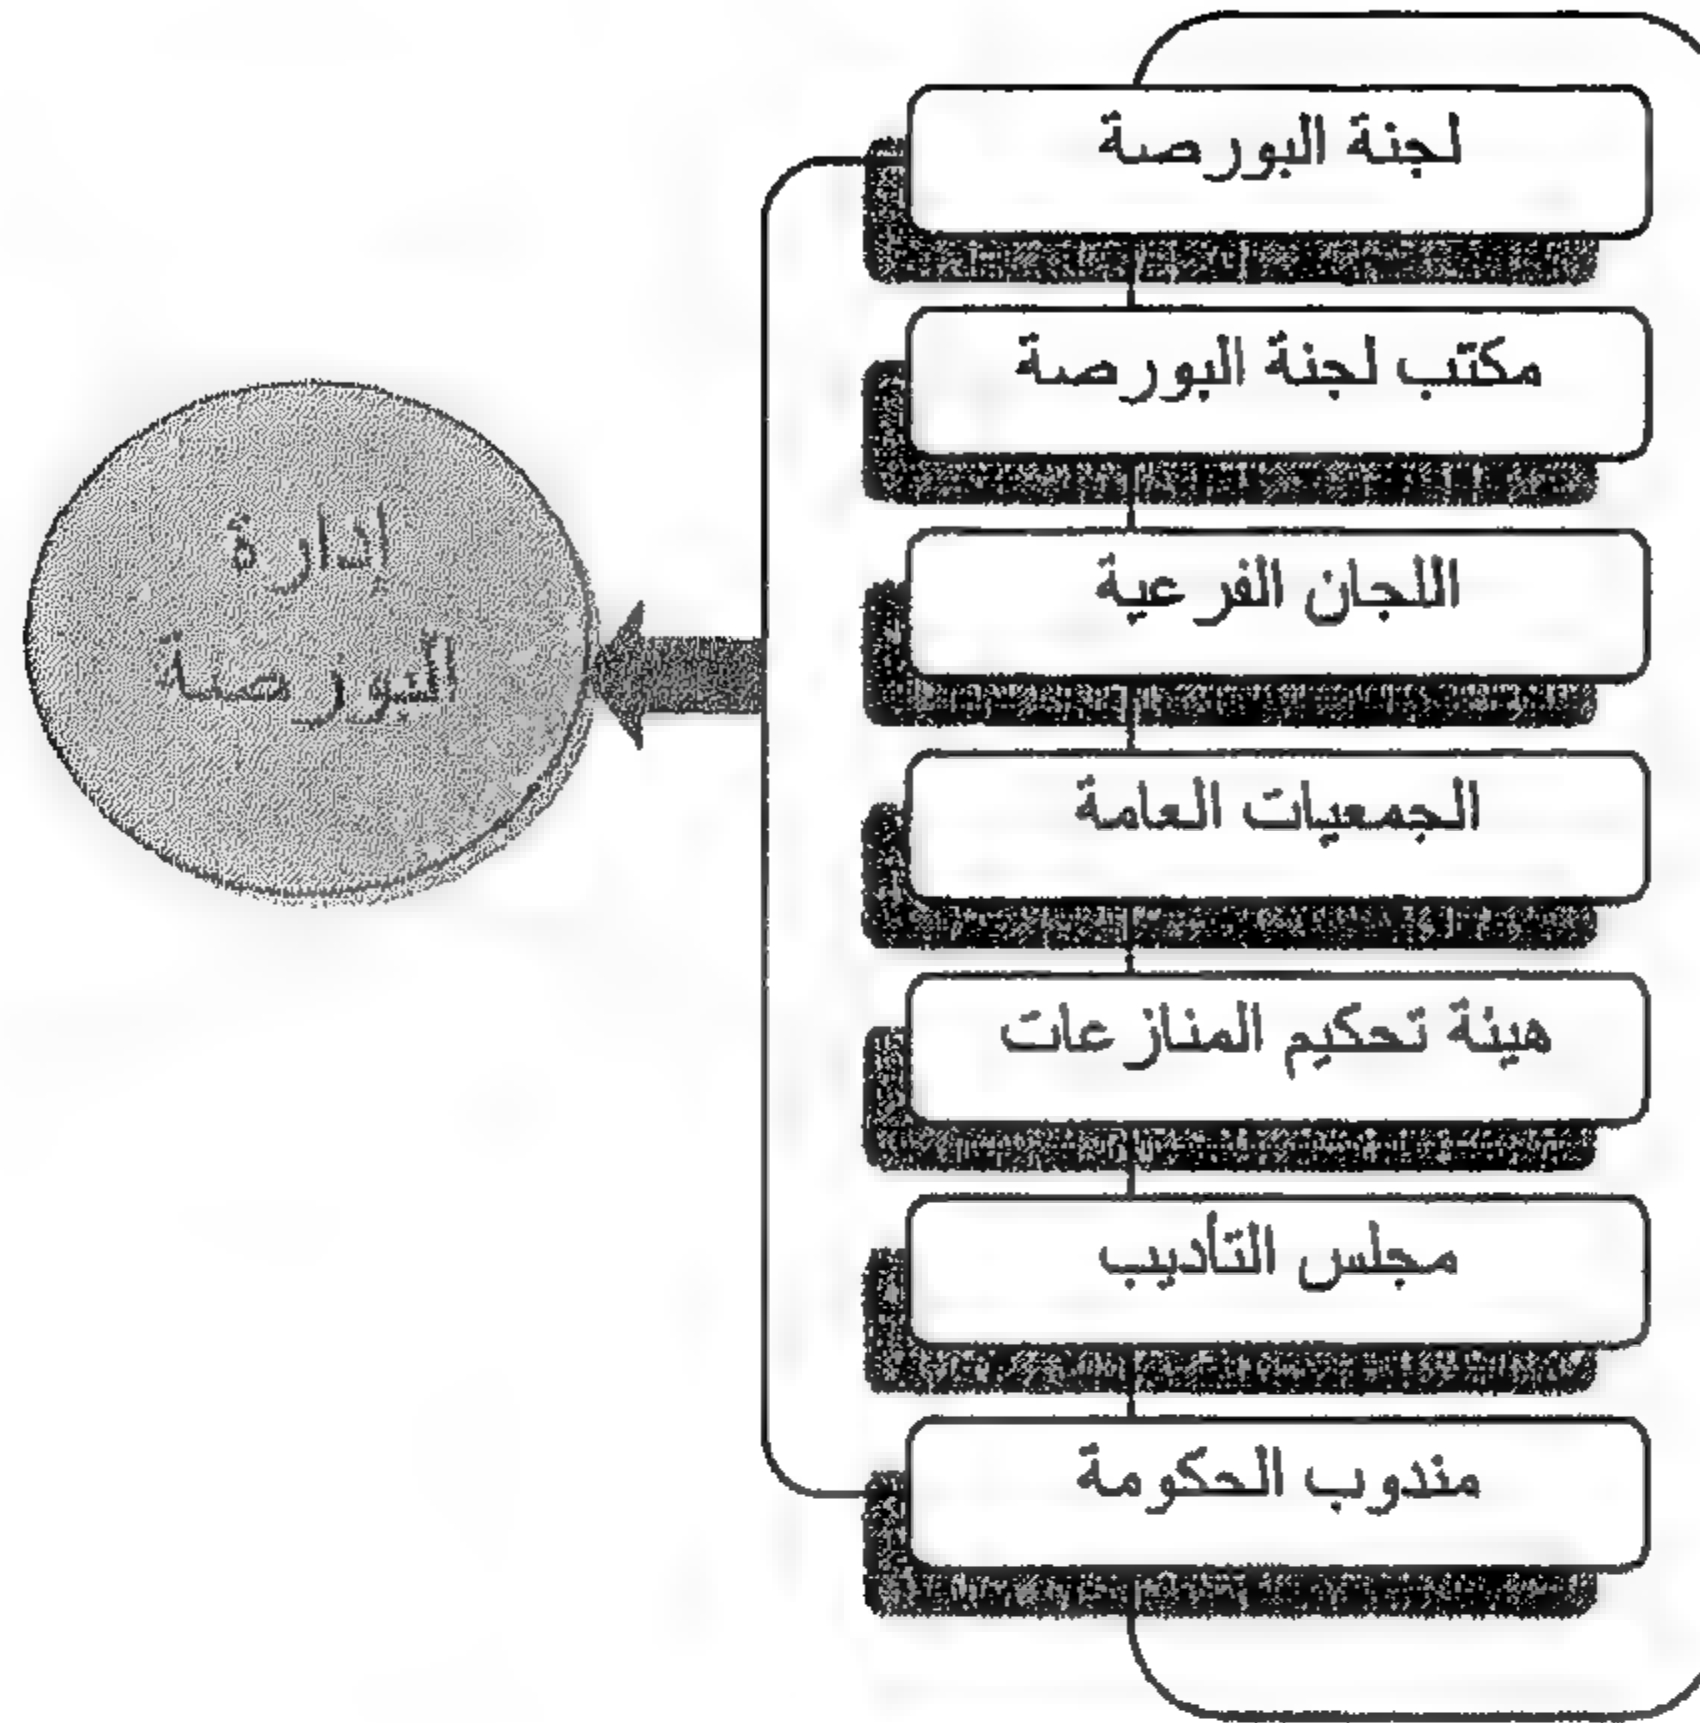 لجنة البورصة
مكتب لجنة البورصة
اللجان الفرعية
الجمعيات العامة
هيئة تحكيم المنازعات
مجلس التأديب
مندوب الحكومة
إدارة
البورصة